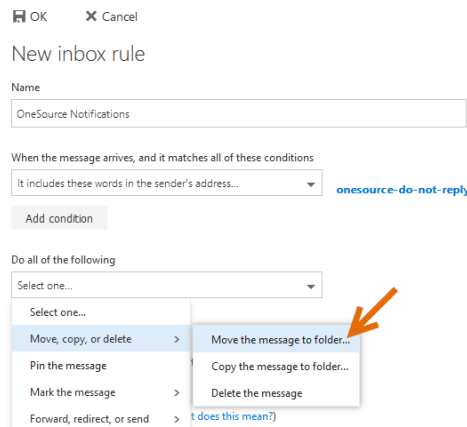 OK Cancel
New inbox rule
Name
OneSource Notifications
When the message arrives, and it matches all of these conditions
It includes these words in the sender's address... onesource-do-not-reply
Add condition
Do all of the following
Select one...
Select one...
Move, copy, or delete
Move the message to folder...
Pin the message
Copy the message to folder...
Mark the message
Delete the message
Forward, redirect, or send
does this mean?)